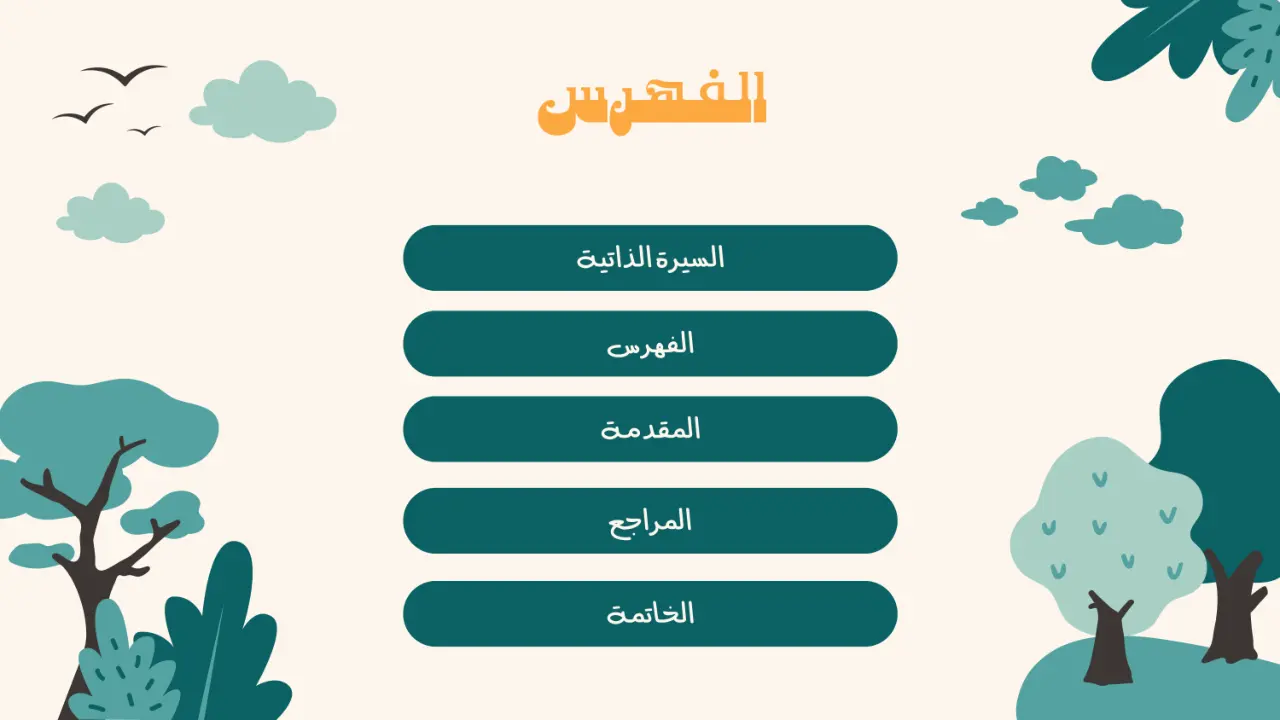 الفهرس
السيرة الذاتية
الفهرس
المقدمة
المراجع
الخاتمة